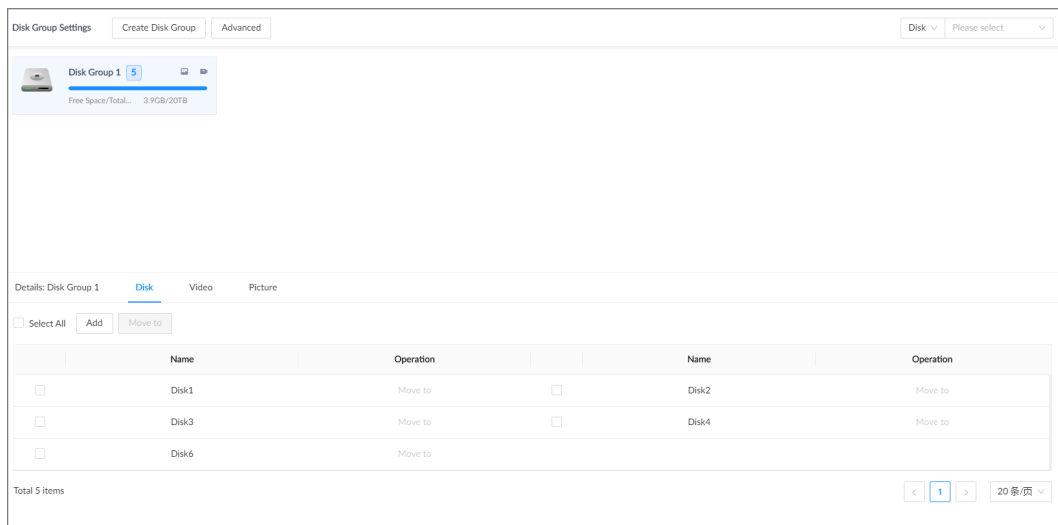 Disk Group Settings Create Disk Group Advanced Disk Please select
Disk Group 1 5
Free Space/Total... 3.9GB/20TB
Details: Disk Group 1 Disk Video Picture
Select All Add Move to
Name Operation Name Operation
Disk1 Move to Disk2 Move to
Disk3 Move to Disk4 Move to
Disk6 Move to
Total 5 items < 1 > 20 条/页